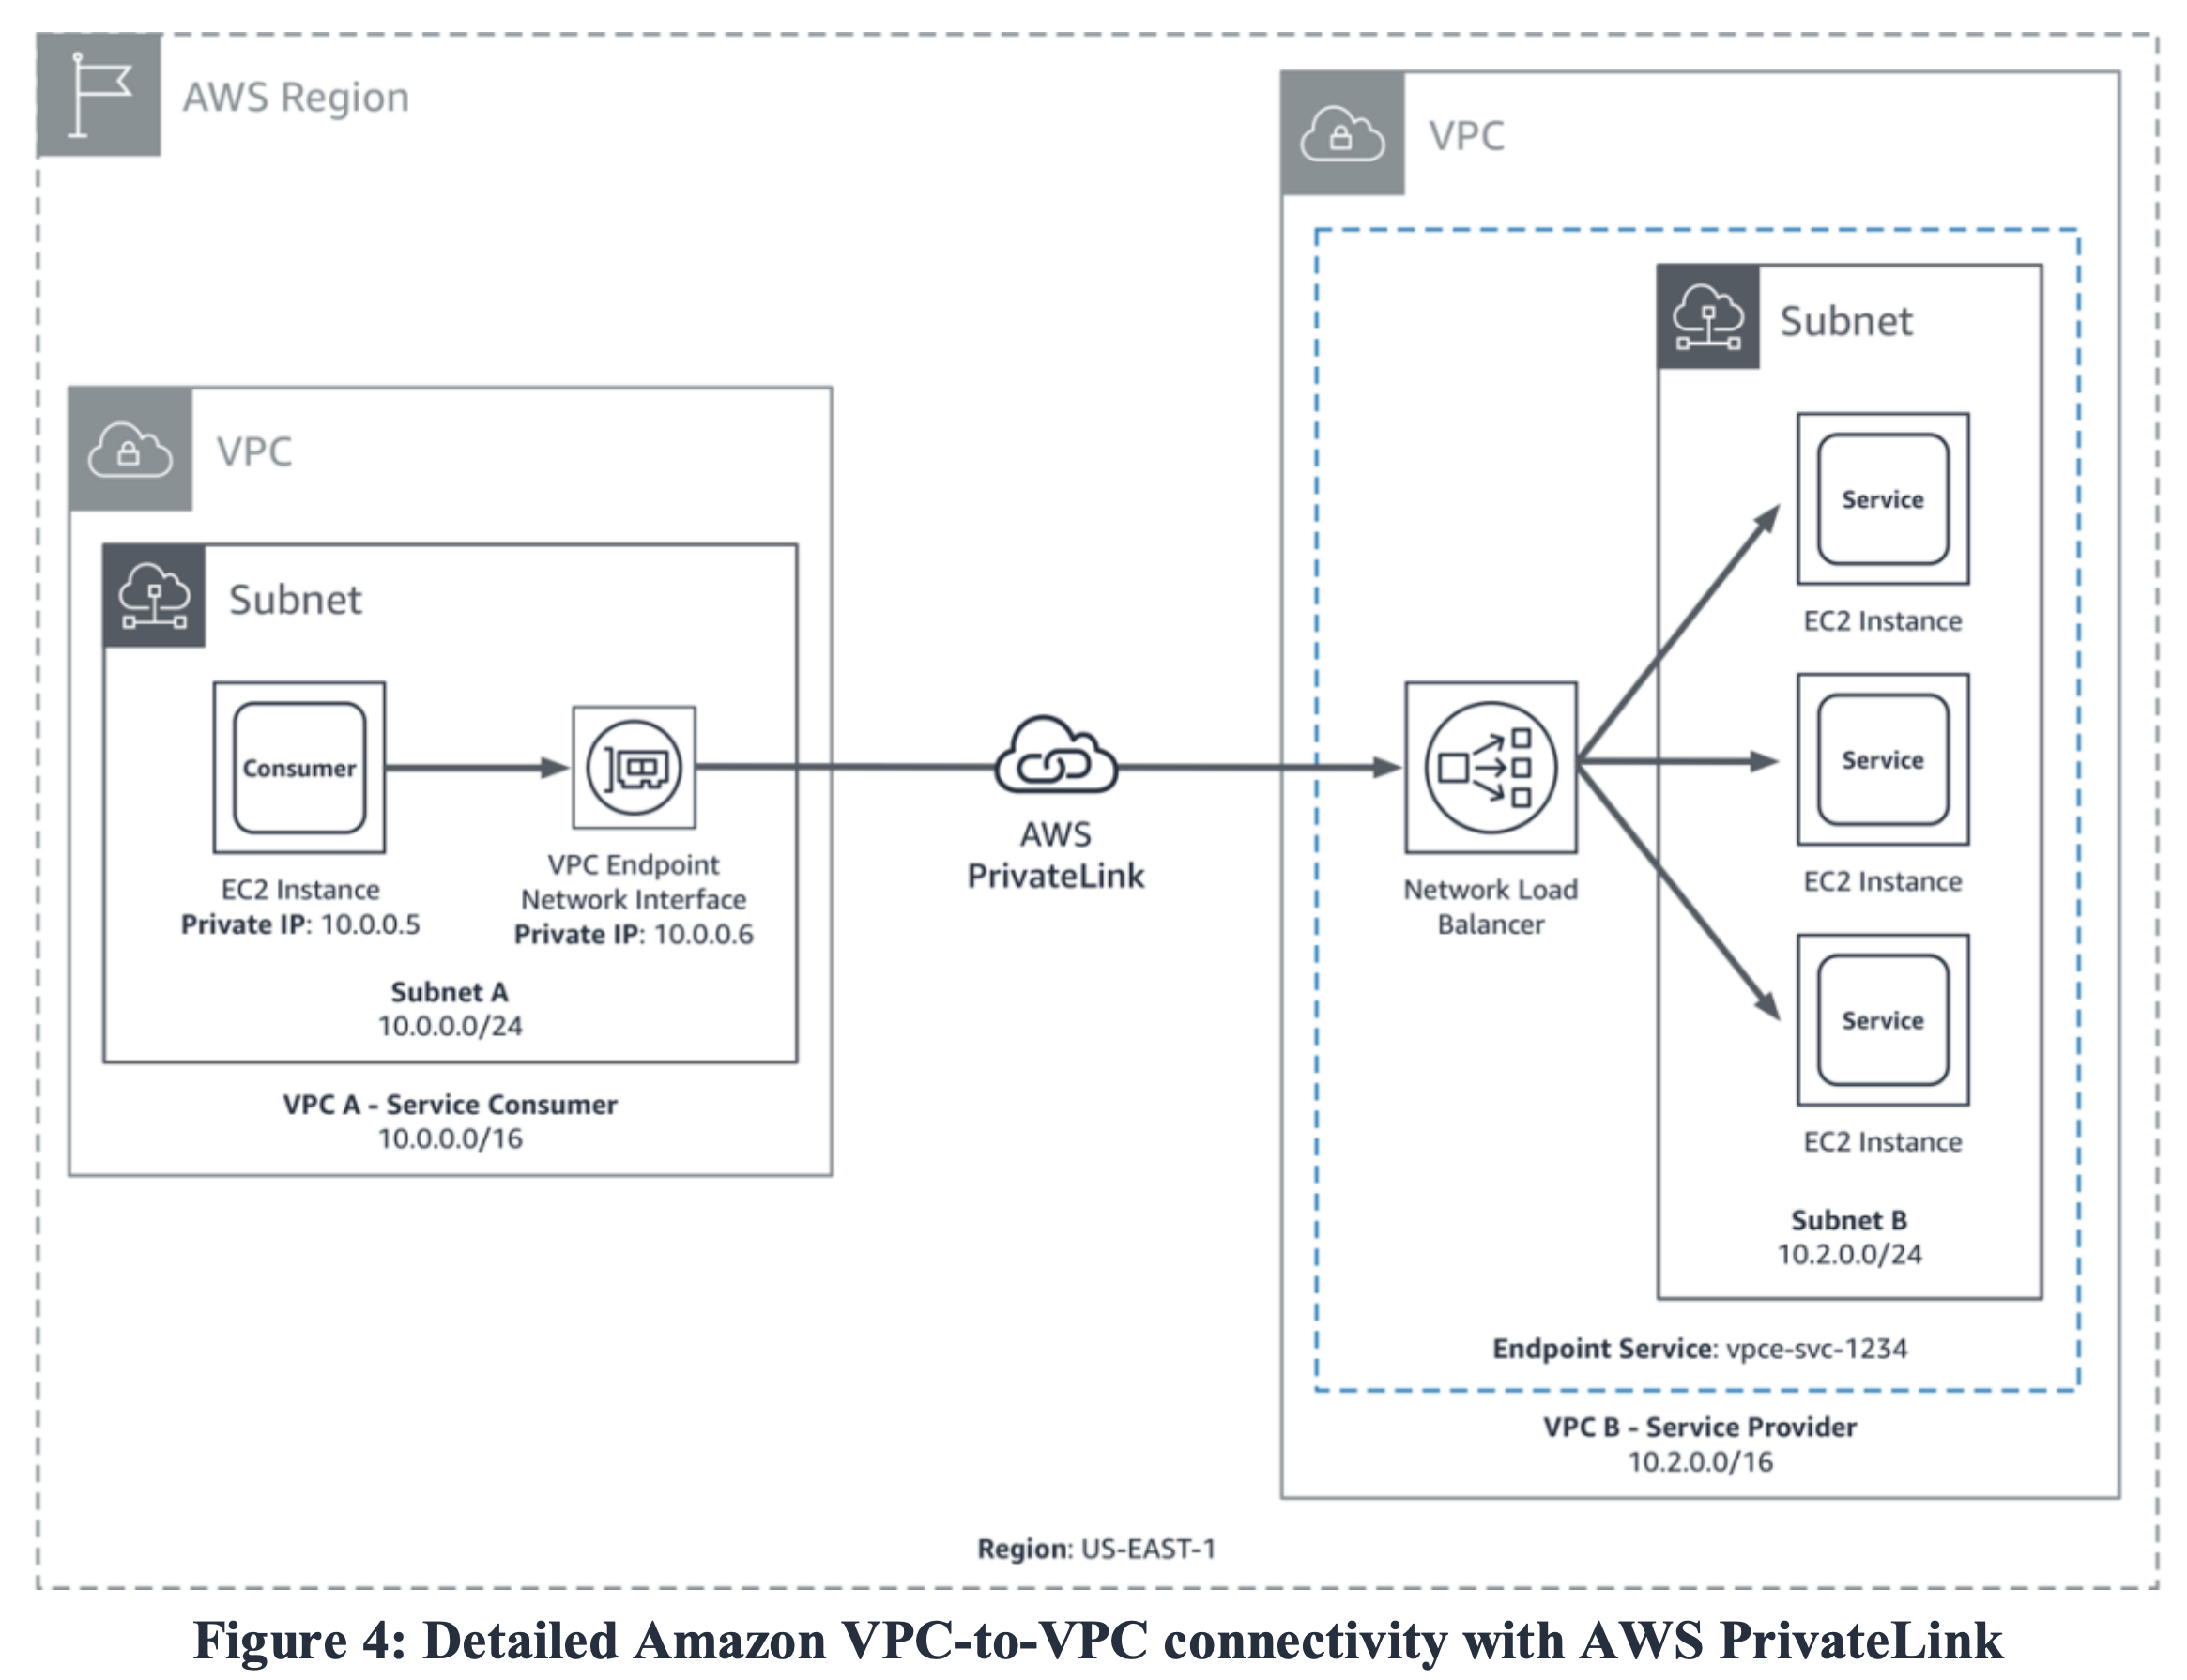 AWS Region
VPC
Subnet
Consumer
EC2 Instance
Private IP: 10.0.0.5
VPC Endpoint
Network Interface
Private IP: 10.0.0.6
Subnet A
10.0.0.0/24
VPC A - Service Consumer
10.0.0.0/16
AWS
PrivateLink
VPC
Network Load
Balancer
Subnet
Service
EC2 Instance
Service
EC2 Instance
Service
EC2 Instance
Subnet B
10.2.0.0/24
Endpoint Service: vpce-svc-1234
VPC B - Service Provider
10.2.0.0/16
Region: US-EAST-1
Figure 4: Detailed Amazon VPC-to-VPC connectivity with AWS PrivateLink